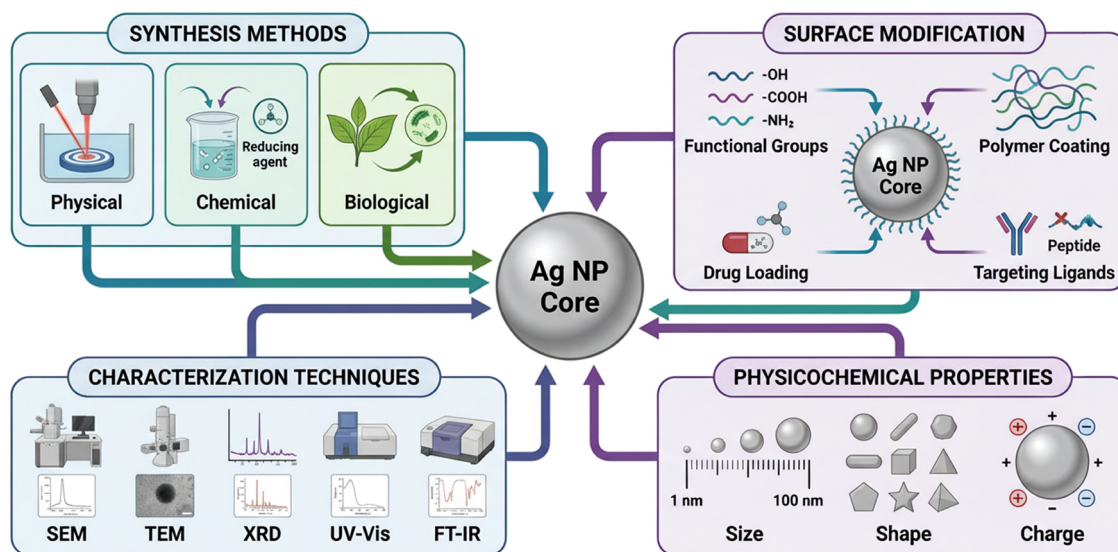 SYNTHESIS METHODS
Reducing
agent
Physical
Chemical
Biological
SURFACE MODIFICATION
-OH
-COOH
-NH₂
Functional Groups
Ag NP
Core
Polymer Coating
Drug Loading
Peptide
Targeting Ligands
Ag NP
Core
CHARACTERIZATION TECHNIQUES
SEM
TEM
XRD
UV-Vis
FT-IR
PHYSICOCHEMICAL PROPERTIES
1 nm
100 nm
Size
Shape
+
+ −
+ +
+ −
-
Charge